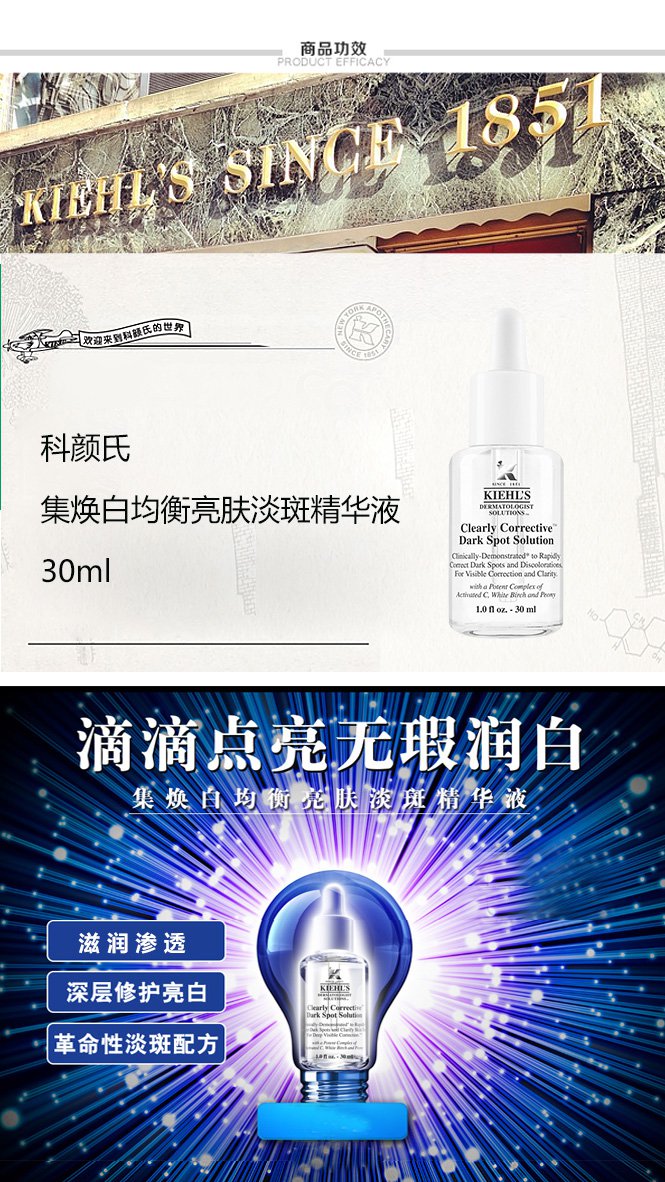 商品功效
PRODUCT EFFICACY
KIEHL'S SINCE 1851
欢迎来到科颜氏的世界
NEW YORK APOTHECARY
SINCE 1851
科颜氏
集焕白均衡亮肤淡斑精华液
30ml
SINCE 1851
KIEHL'S
DERMATOLOGIST
SOLUTIONS™
Clearly Corrective™
Dark Spot Solution
Clinically-Demonstrated* to Rapidly
Correct Dark Spots and Discolorations
For Visible Correction and Clarity.
with a Potent Complex of
Activated C, White Birch and Peony
1.0 fl oz. - 30 ml
HO
CH₃
OH
滴滴点亮无瑕润白
集焕白均衡亮肤淡斑精华液
滋润渗透
深层修护亮白
革命性淡斑配方
KIEHL'S
DERMATOLOGIST
SOLUTIONS
Clearly Corrective
Dark Spot Solution
1.0 fl oz. - 30 ml